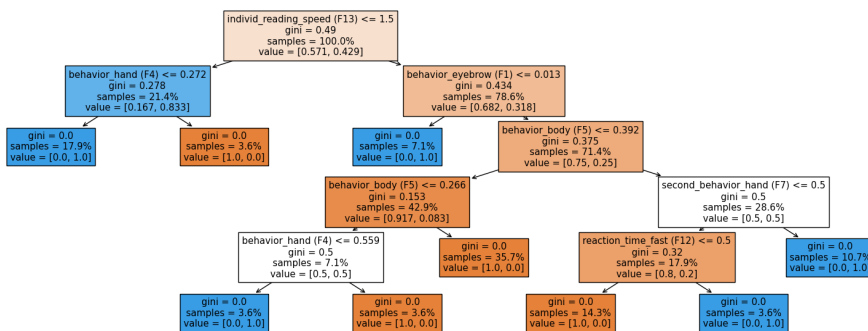 individ_reading_speed (F13) <= 1.5
gini = 0.49
samples = 100.0%
value = [0.571, 0.429]
behavior_hand (F4) <= 0.272
gini = 0.278
samples = 21.4%
value = [0.167, 0.833]
behavior_eyebrow (F1) <= 0.013
gini = 0.434
samples = 78.6%
value = [0.682, 0.318]
gini = 0.0
samples = 17.9%
value = [0.0, 1.0]
gini = 0.0
samples = 3.6%
value = [1.0, 0.0]
gini = 0.0
samples = 7.1%
value = [0.0, 1.0]
behavior_body (F5) <= 0.392
gini = 0.375
samples = 71.4%
value = [0.75, 0.25]
behavior_body (F5) <= 0.266
gini = 0.153
samples = 42.9%
value = [0.917, 0.083]
second_behavior_hand (F7) <= 0.5
gini = 0.5
samples = 28.6%
value = [0.5, 0.5]
behavior_hand (F4) <= 0.559
gini = 0.5
samples = 7.1%
value = [0.5, 0.5]
gini = 0.0
samples = 35.7%
value = [1.0, 0.0]
reaction_time_fast (F12) <= 0.5
gini = 0.32
samples = 17.9%
value = [0.8, 0.2]
gini = 0.0
samples = 10.7%
value = [0.0, 1.0]
gini = 0.0
samples = 3.6%
value = [0.0, 1.0]
gini = 0.0
samples = 3.6%
value = [1.0, 0.0]
gini = 0.0
samples = 14.3%
value = [1.0, 0.0]
gini = 0.0
samples = 3.6%
value = [0.0, 1.0]